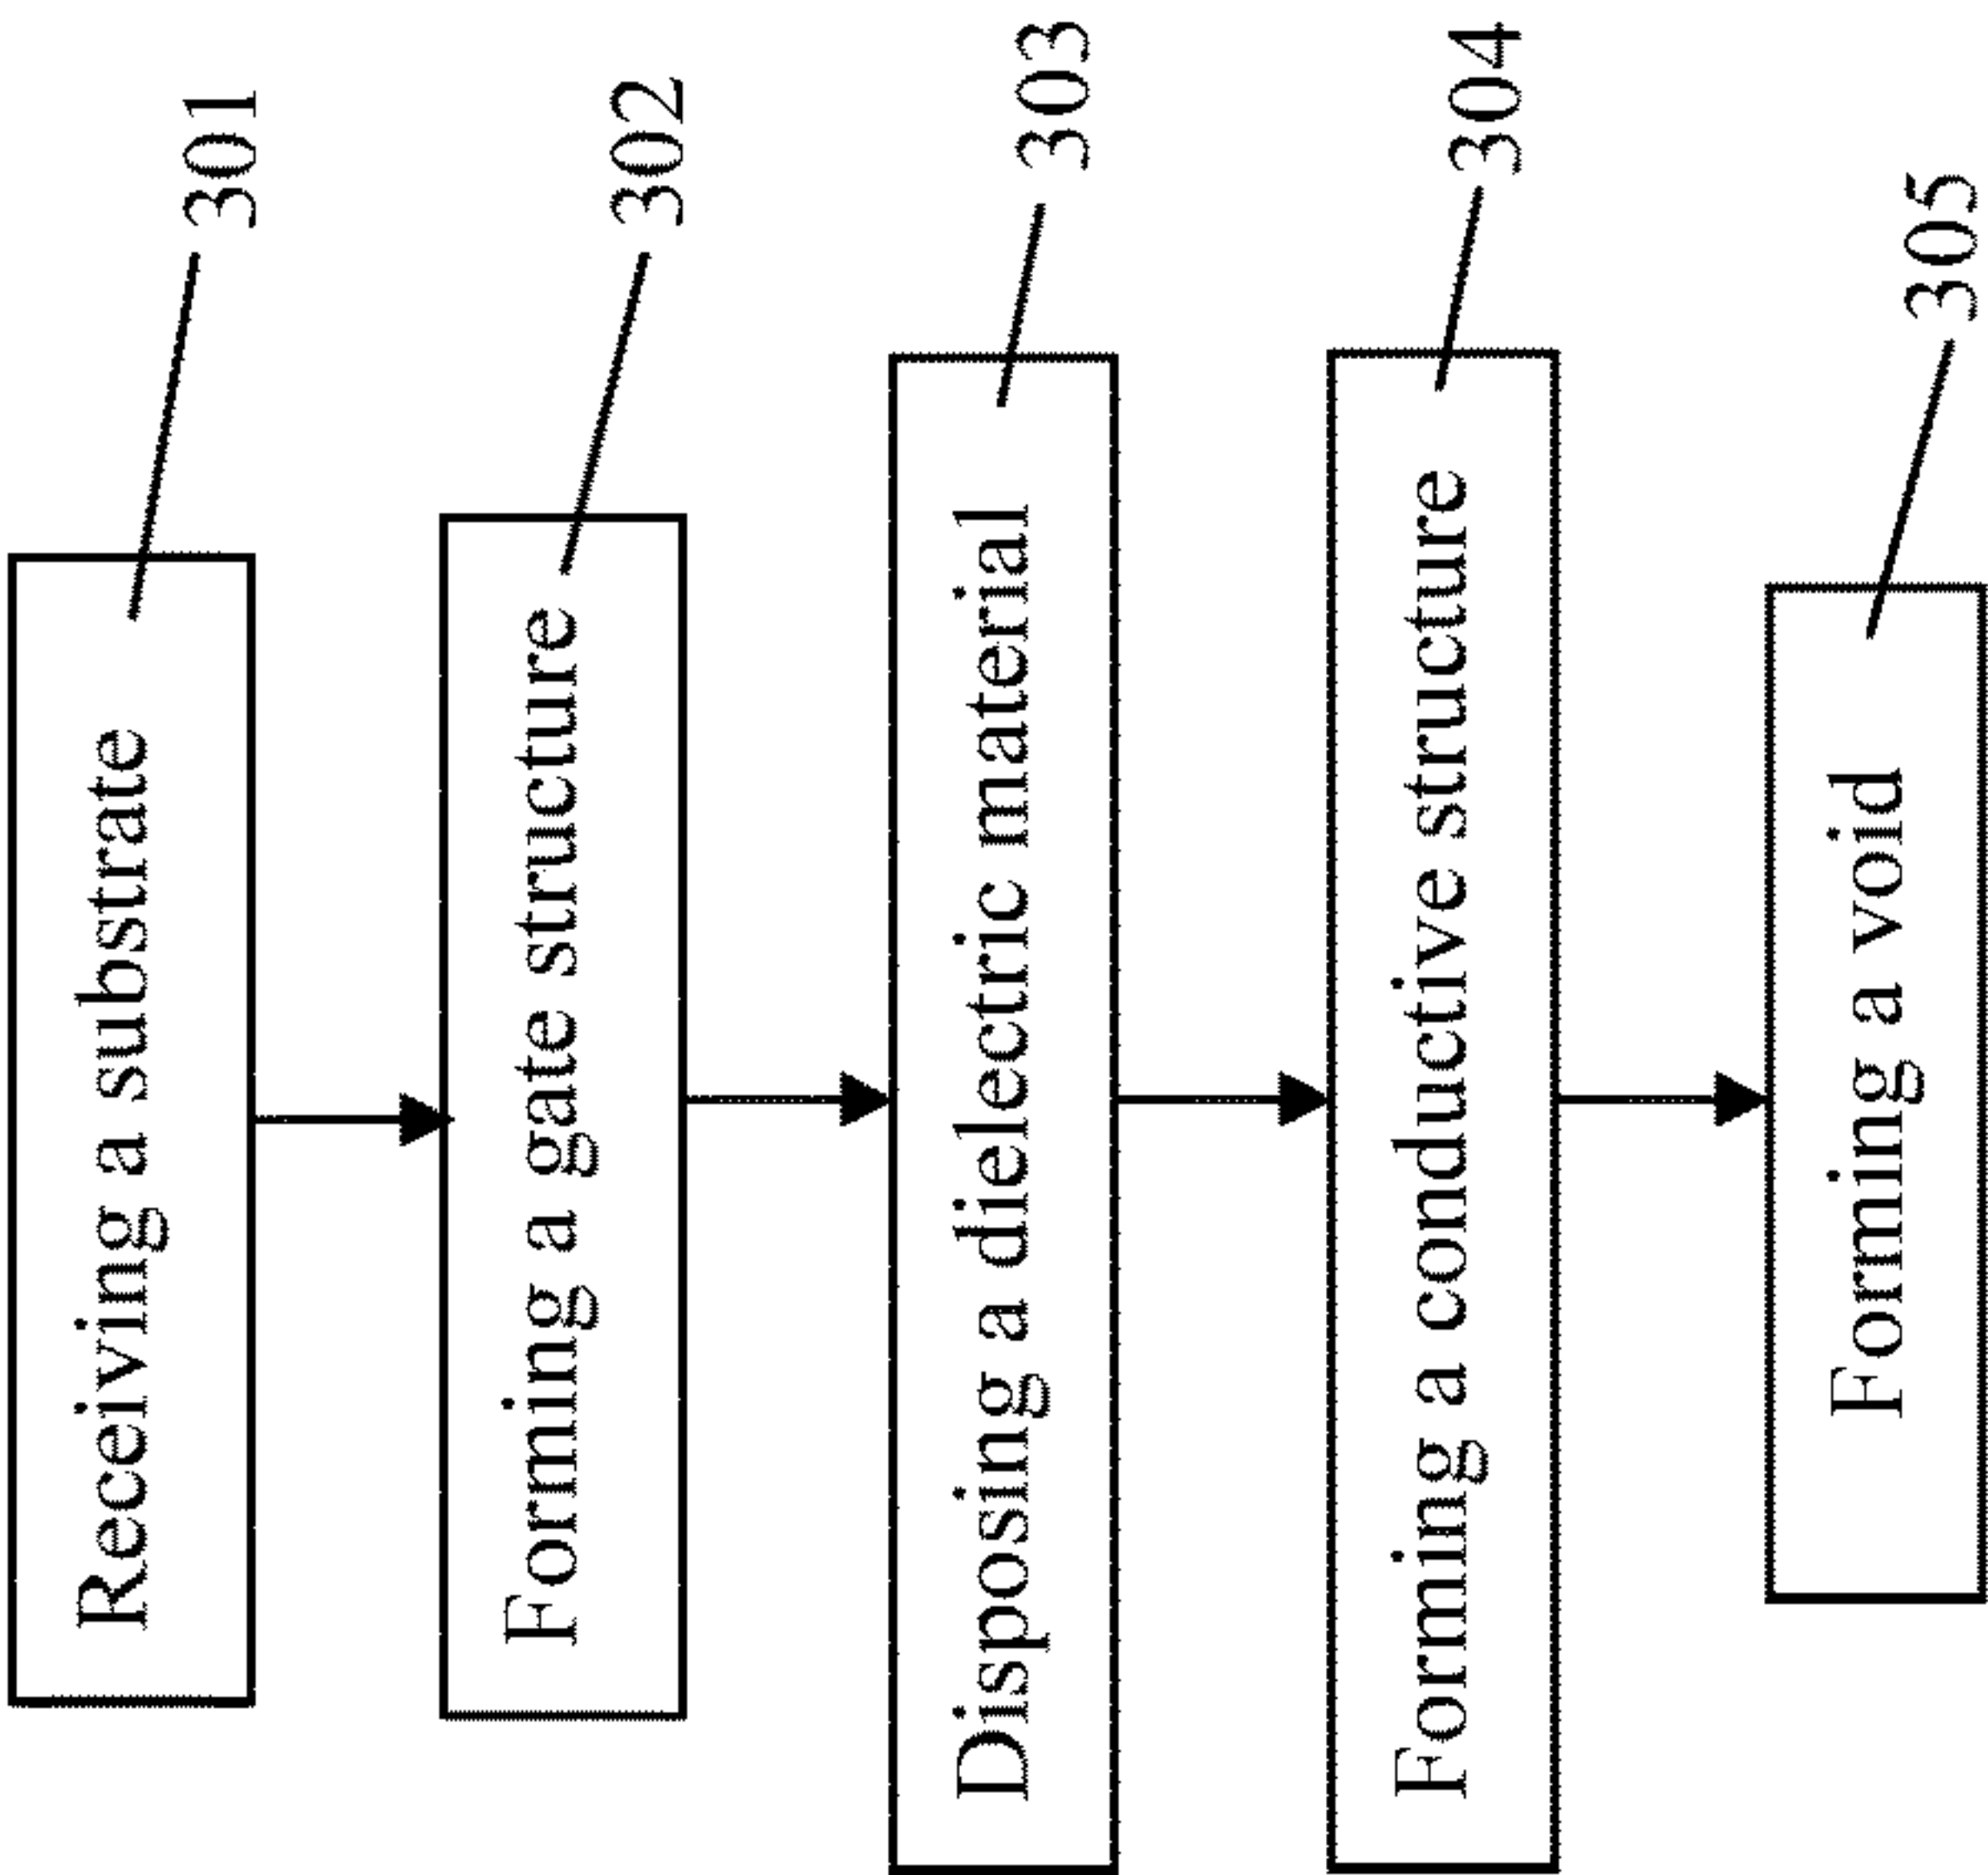 Receiving a substrate
301
Forming a gate structure
302
Disposing a dielectric material
303
Forming a conductive structure
304
Forming a void
305